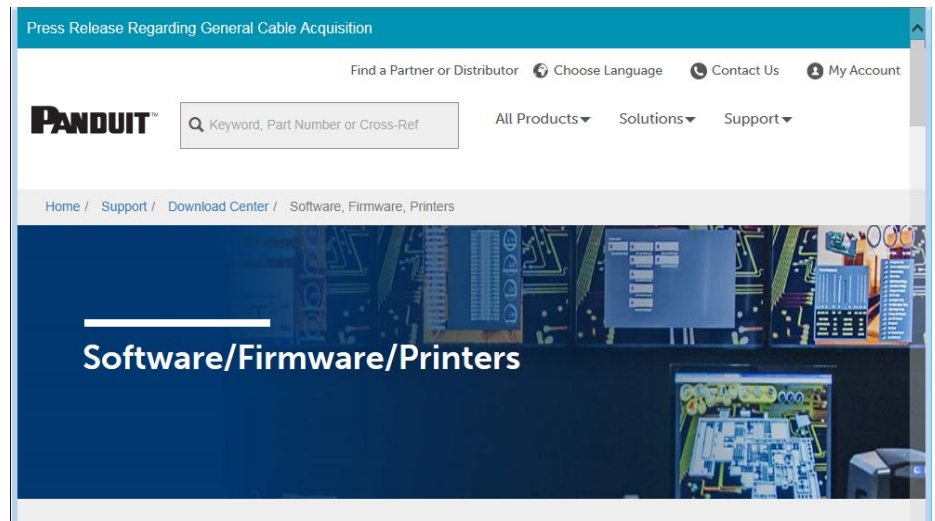 Press Release Regarding General Cable Acquisition
Find a Partner or Distributor Choose Language Contact Us My Account
PANDUIT™ Keyword, Part Number or Cross-Ref All Products Solutions Support
Home / Support / Download Center / Software, Firmware, Printers
Software/Firmware/Printers